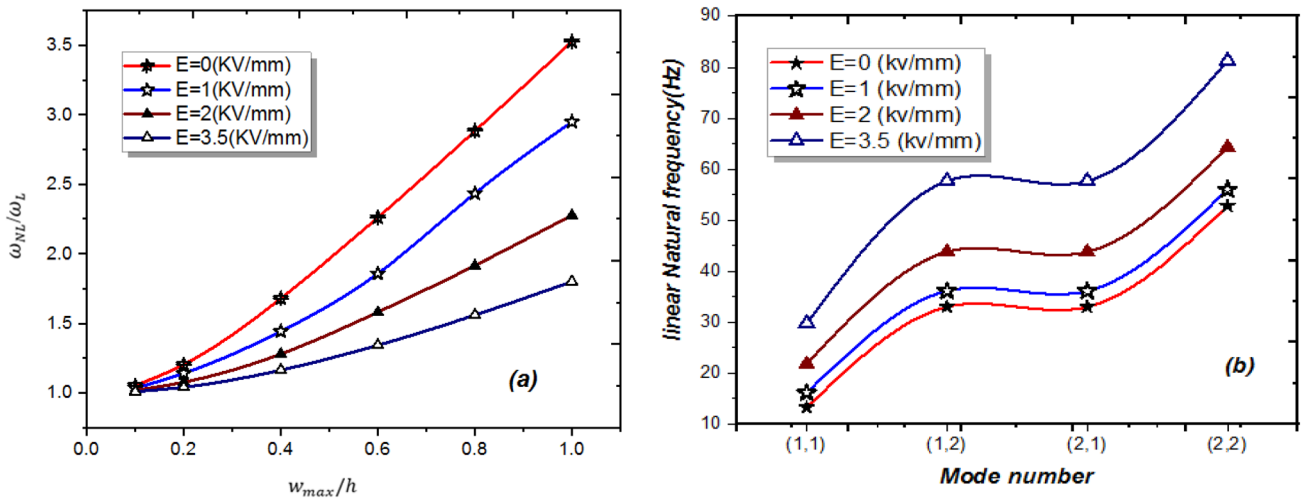 3.5
3.0
2.5
2.0
1.5
1.0
ω_NL/ω_L
E=0(KV/mm)
E=1(KV/mm)
E=2(KV/mm)
E=3.5(KV/mm)
(a)
0.0 0.2 0.4 0.6 0.8 1.0
w_max/h
90
80
70
60
50
40
30
20
10
linear Natural frequency(Hz)
E=0 (kv/mm)
E=1 (kv/mm)
E=2 (kv/mm)
E=3.5 (kv/mm)
(b)
(1,1) (1,2) (2,1) (2,2)
Mode number